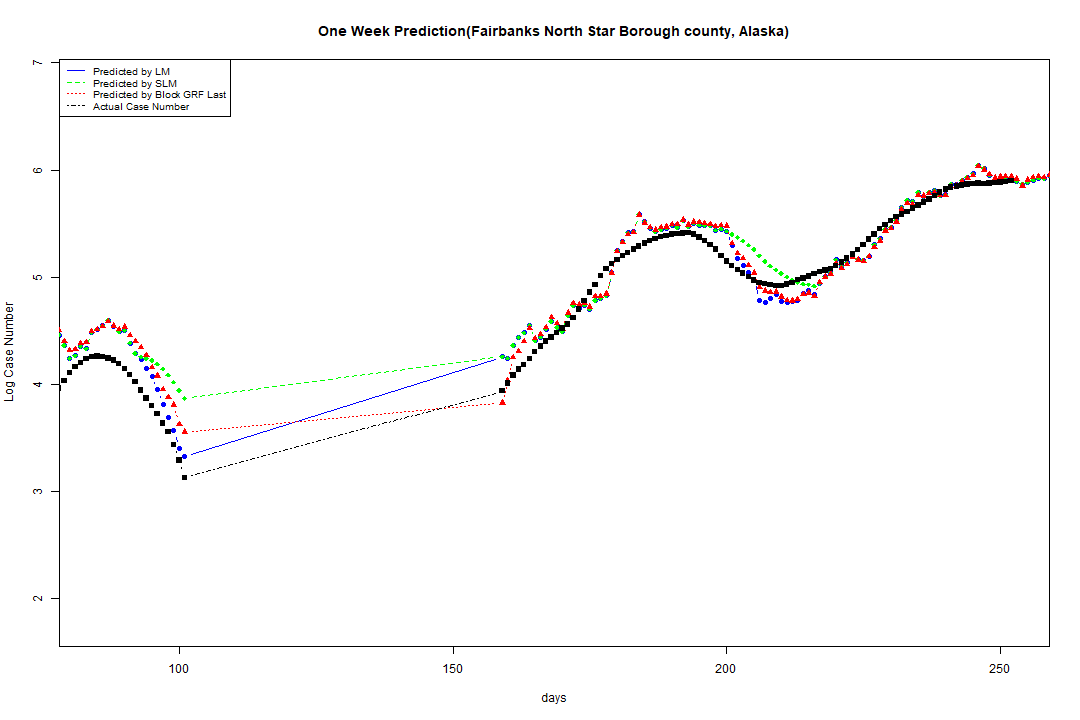 One Week Prediction(Fairbanks North Star Borough county, Alaska)
Predicted by LM
Predicted by SLM
Predicted by Block GRF Last
Actual Case Number
7
6
5
4
3
2
Log Case Number
100 150 200 250
days